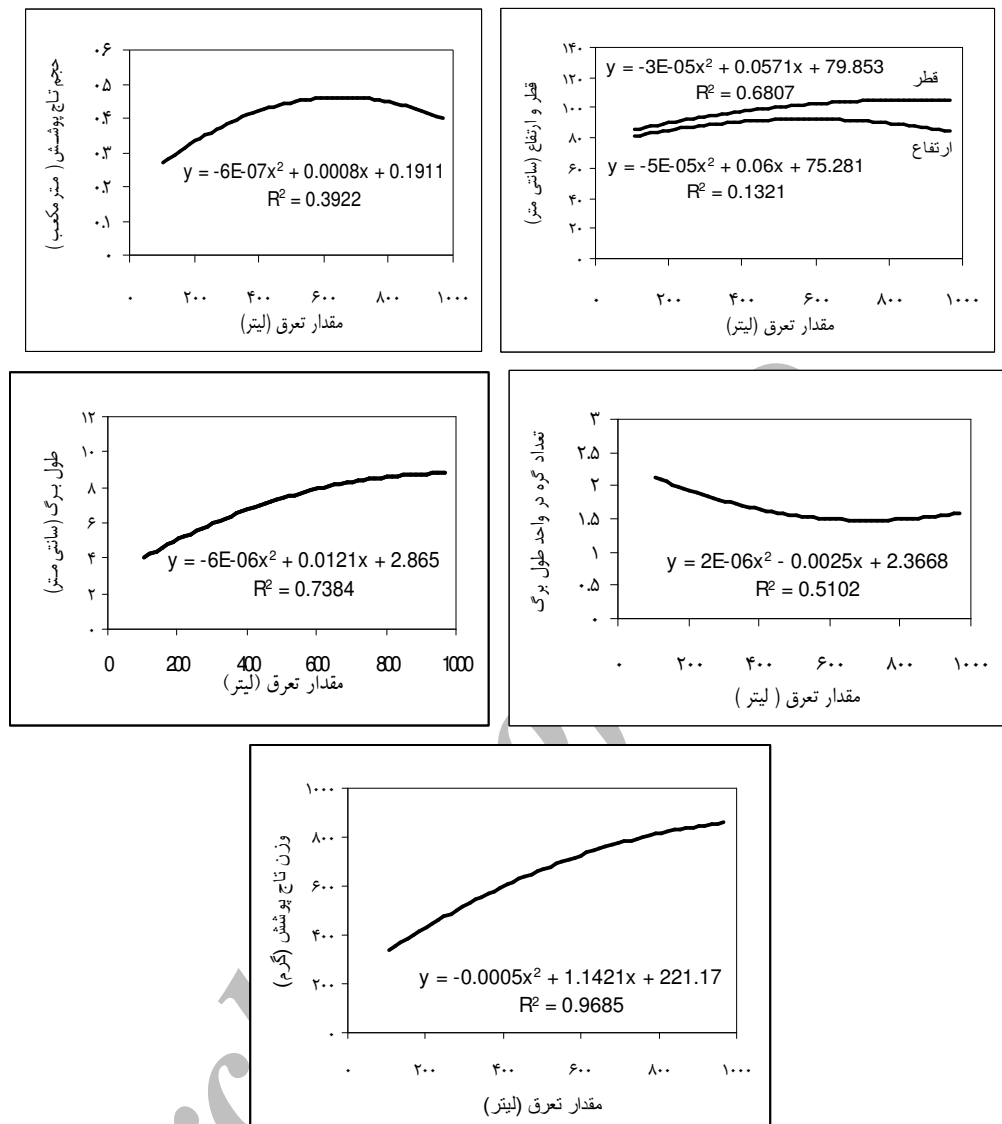 حجم تاج پوشش ( متر مکعب )
۰.۶
۰.۵
۰.۴
۰.۳
۰.۲
۰.۱
۰
y = -6E-07x² + 0.0008x + 0.1911
R² = 0.3922
۰ ۲۰۰ ۴۰۰ ۶۰۰ ۸۰۰ ۱۰۰۰
مقدار تعرق (لیتر)
قطر و ارتفاع (سانتی متر)
۱۴۰
۱۲۰
۱۰۰
۸۰
۶۰
۴۰
۲۰
۰
y = -3E-05x² + 0.0571x + 79.853
R² = 0.6807
قطر
ارتفاع
y = -5E-05x² + 0.06x + 75.281
R² = 0.1321
۰ ۲۰۰ ۴۰۰ ۶۰۰ ۸۰۰ ۱۰۰۰
مقدار تعرق (لیتر)
طول برگ (سانتی متر)
۱۲
۱۰
۸
۶
۴
۲
۰
y = -6E-06x² + 0.0121x + 2.865
R² = 0.7384
0 200 400 600 800 1000
مقدار تعرق (لیتر)
تعداد گره در واحد طول برگ
۳
۲.۵
۲
۱.۵
۱
۰.۵
۰
y = 2E-06x² - 0.0025x + 2.3668
R² = 0.5102
۰ ۲۰۰ ۴۰۰ ۶۰۰ ۸۰۰ ۱۰۰۰
مقدار تعرق ( لیتر )
وزن تاج پوشش (گرم)
۱۰۰۰
۸۰۰
۶۰۰
۴۰۰
۲۰۰
۰
y = -0.0005x² + 1.1421x + 221.17
R² = 0.9685
۰ ۲۰۰ ۴۰۰ ۶۰۰ ۸۰۰ ۱۰۰۰
مقدار تعرق (لیتر)